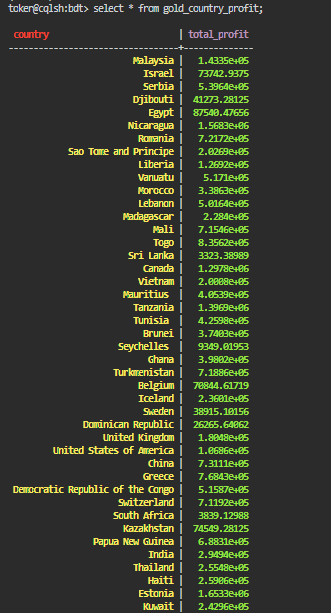 token@cqlsh:bdt> select * from gold_country_profit;
country | total_profit
---------------------------------+--------------
Malaysia | 1.4335e+05
Israel | 73742.9375
Serbia | 5.3964e+05
Djibouti | 41273.28125
Egypt | 87540.47656
Nicaragua | 1.5683e+06
Romania | 7.2172e+05
Sao Tome and Principe | 2.0269e+05
Liberia | 1.2692e+05
Vanuatu | 5.171e+05
Morocco | 3.3863e+05
Lebanon | 5.0164e+05
Madagascar | 2.284e+05
Mali | 7.1546e+05
Togo | 8.3562e+05
Sri Lanka | 3323.38989
Canada | 1.2978e+06
Vietnam | 2.0008e+05
Mauritius | 4.0539e+05
Tanzania | 1.3969e+06
Tunisia | 4.2598e+05
Brunei | 3.7403e+05
Seychelles | 9349.01953
Ghana | 3.9802e+05
Turkmenistan | 7.1886e+05
Belgium | 70844.61719
Iceland | 2.3601e+05
Sweden | 38915.10156
Dominican Republic | 26265.64062
United Kingdom | 1.8048e+05
United States of America | 1.0686e+05
China | 7.3111e+05
Greece | 7.6843e+05
Democratic Republic of the Congo | 5.1587e+05
Switzerland | 7.1192e+05
South Africa | 3839.12988
Kazakhstan | 74549.28125
Papua New Guinea | 6.8831e+05
India | 2.9494e+05
Thailand | 2.5548e+05
Haiti | 2.5906e+05
Estonia | 1.6533e+06
Kuwait | 2.4296e+05